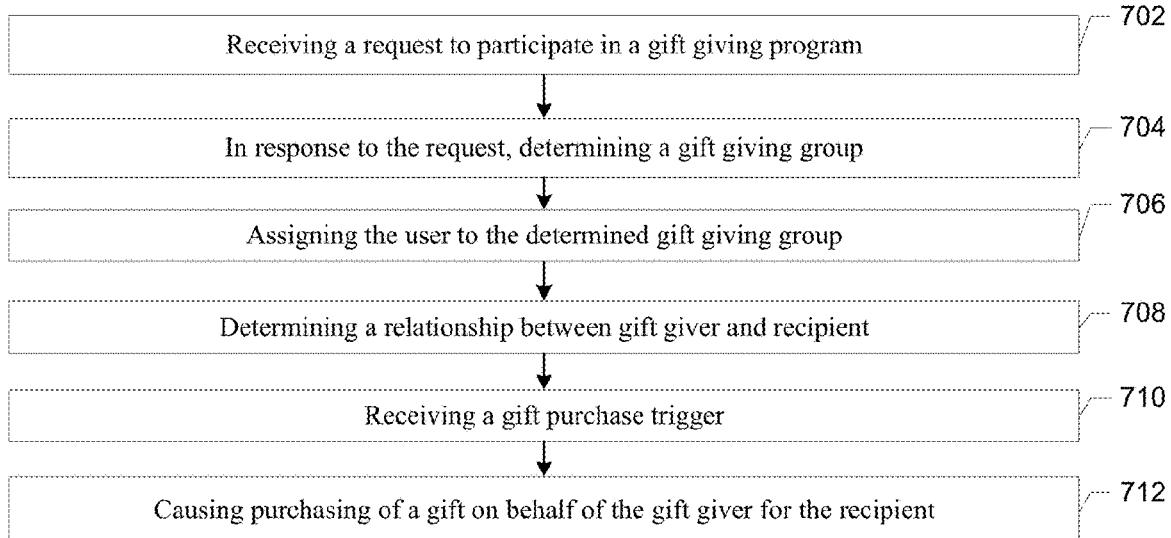 702
Receiving a request to participate in a gift giving program
704
In response to the request, determining a gift giving group
706
Assigning the user to the determined gift giving group
708
Determining a relationship between gift giver and recipient
710
Receiving a gift purchase trigger
712
Causing purchasing of a gift on behalf of the gift giver for the recipient